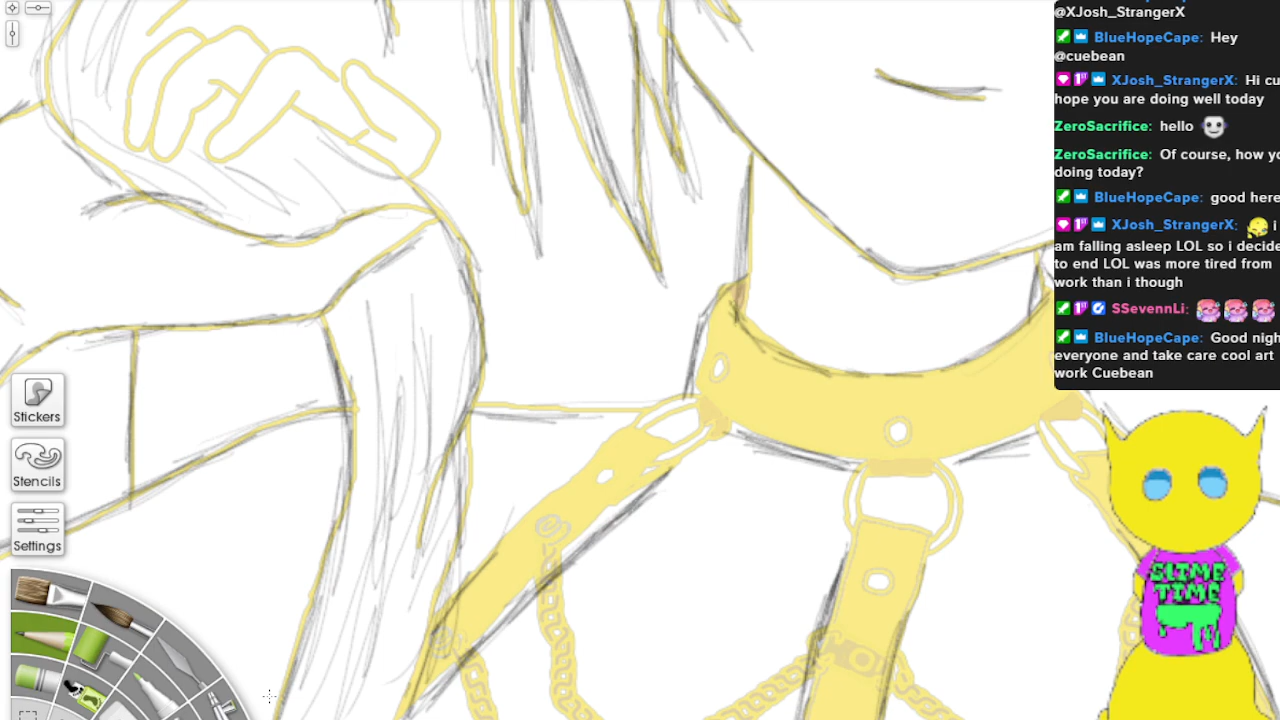 @XJosh_StrangerX
BlueHopeCape: Hey
@cuebean
XJosh_StrangerX: Hi cu
hope you are doing well today
ZeroSacrifice: hello
ZeroSacrifice: Of course, how yo
doing today?
BlueHopeCape: good here
XJosh_StrangerX: i
am falling asleep LOL so i decide
to end LOL was more tired from
work than i though
SSevennLi:
BlueHopeCape: Good nigh
everyone and take care cool art
work Cuebean
Stickers
Stencils
Settings
SLIME
TIME